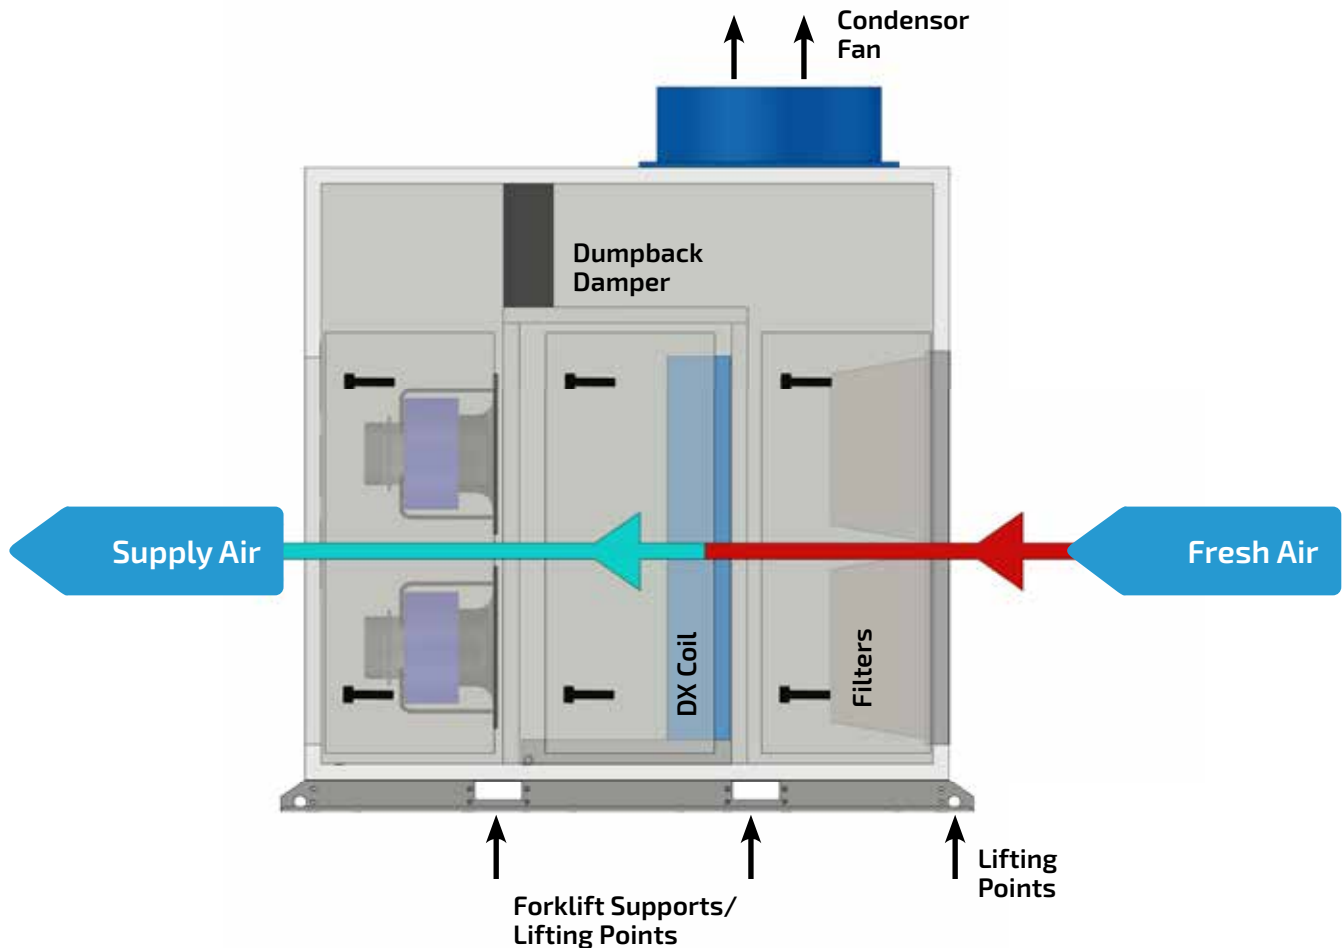 Condensor
Fan
Dumpback
Damper
Supply Air
Fresh Air
DX Coil
Filters
Lifting
Points
Forklift Supports/
Lifting Points